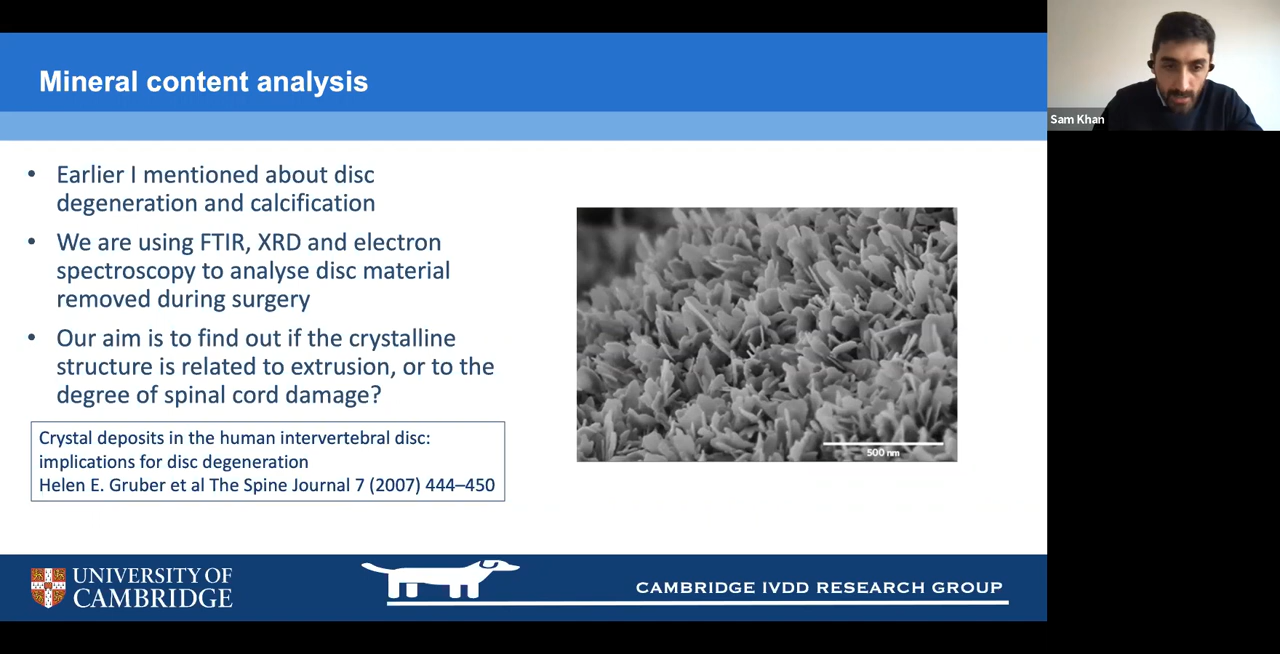 Mineral content analysis
Sam Khan
• Earlier I mentioned about disc
degeneration and calcification
• We are using FTIR, XRD and electron
spectroscopy to analyse disc material
removed during surgery
• Our aim is to find out if the crystalline
structure is related to extrusion, or to the
degree of spinal cord damage?
Crystal deposits in the human intervertebral disc:
implications for disc degeneration
Helen E. Gruber et al The Spine Journal 7 (2007) 444–450
500 nm
UNIVERSITY OF
CAMBRIDGE
CAMBRIDGE IVDD RESEARCH GROUP